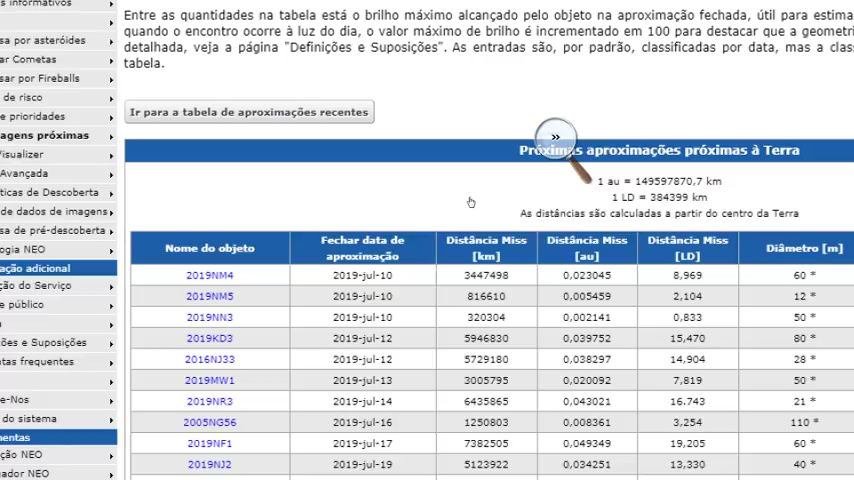 s informativos
sa por asteróides
ar Cometas
sar por Fireballs
de risco
e prioridades
agens próximas
Visualizer
Avançada
ticas de Descoberta
de dados de imagens
sa de pré-descoberta
ologia NEO
ação adicional
ção do Serviço
e público
ções e Suposições
ntas frequentes
e-Nos
do sistema
mentas
ção NEO
gador NEO
Entre as quantidades na tabela está o brilho máximo alcançado pelo objeto na aproximação fechada, útil para estima
quando o encontro ocorre à luz do dia, o valor máximo de brilho é incrementado em 100 para destacar que a geometri
detalhada, veja a página "Definições e Suposições". As entradas são, por padrão, classificadas por data, mas a clas
tabela.
Ir para a tabela de aproximações recentes
»
Próximas aproximações próximas à Terra
1 au = 149597870,7 km
1 LD = 384399 km
As distâncias são calculadas a partir do centro da Terra
Nome do objeto Fechar data de aproximação Distância Miss [km] Distância Miss [au] Distância Miss [LD] Diâmetro [m]
2019NM4 2019-jul-10 3447498 0,023045 8,969 60 *
2019NM5 2019-jul-10 816610 0,005459 2,104 12 *
2019NN3 2019-jul-10 320304 0,002141 0,833 50 *
2019KD3 2019-jul-12 5946830 0,039752 15,470 80 *
2016NJ33 2019-jul-12 5729180 0,038297 14,904 28 *
2019MW1 2019-jul-13 3005795 0,020092 7,819 50 *
2019NR3 2019-jul-14 6435865 0,043021 16.743 21 *
2005NG56 2019-jul-16 1250803 0,008361 3,254 110 *
2019NF1 2019-jul-17 7382505 0,049349 19,205 60 *
2019NJ2 2019-jul-19 5123922 0,034251 13,330 40 *